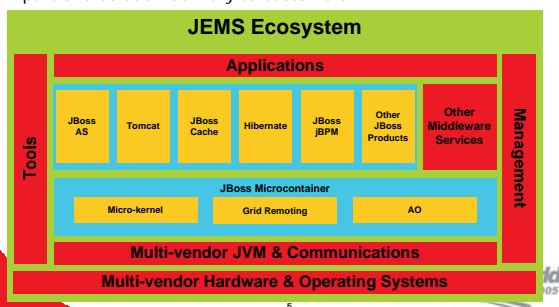 JEMS Ecosystem
Applications
Tools
JBoss
AS
Tomcat
JBoss
Cache
Hibernate
JBoss
jBPM
Other
JBoss
Products
Other
Middleware
Services
Management
JBoss Microcontainer
Micro-kernel
Grid Remoting
AO
Multi-vendor JVM & Communications
Multi-vendor Hardware & Operating Systems
5